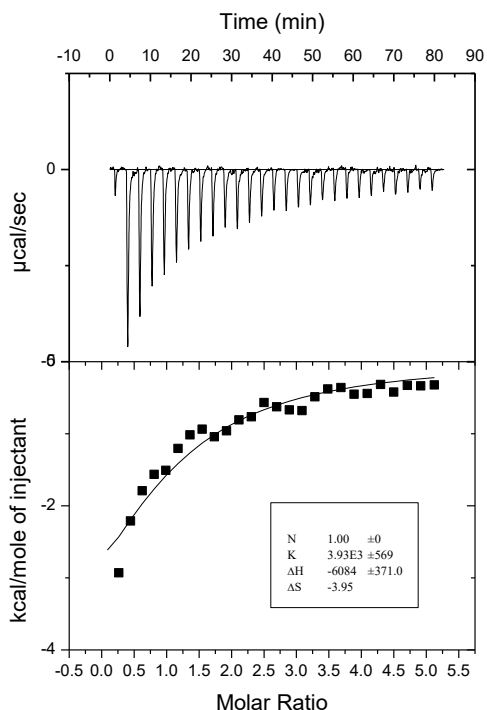 Time (min)
-10 0 10 20 30 40 50 60 70 80 90
0
µcal/sec
kcal/mole of injectant
-2
-4
N 1.00 ±0
K 3.93E3 ±569
ΔH -6084 ±371.0
ΔS -3.95
-0.5 0.0 0.5 1.0 1.5 2.0 2.5 3.0 3.5 4.0 4.5 5.0 5.5
Molar Ratio